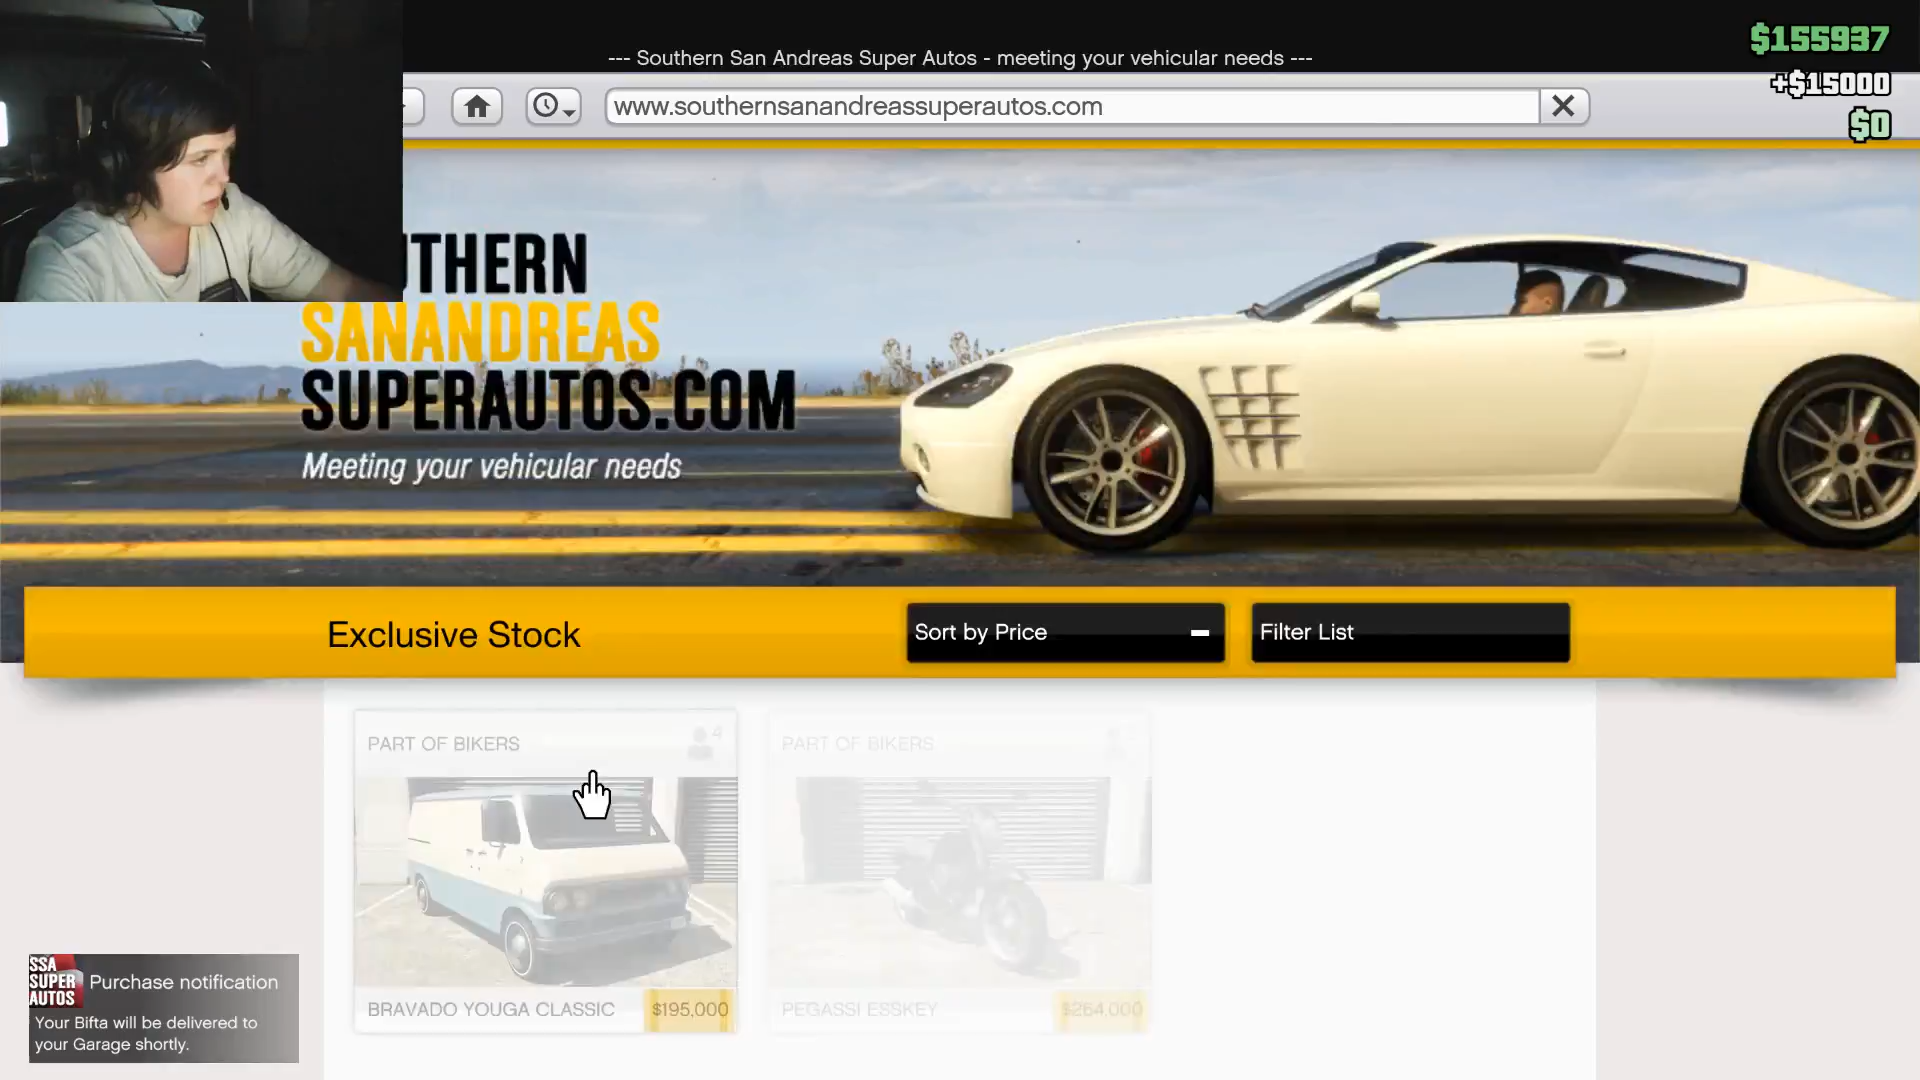 --- Southern San Andreas Super Autos - meeting your vehicular needs ---
$155937
+$15000
$0
www.southernsanandreassuperautos.com
UTHERN
SANANDREAS
SUPERAUTOS.COM
Meeting your vehicular needs
Exclusive Stock
Sort by Price
Filter List
PART OF BIKERS
4
PART OF BIKERS
BRAVADO YOUGA CLASSIC
$195,000
PEGASSI ESSKEY
$264,000
SSA
SUPER
AUTOS
Purchase notification
Your Bifta will be delivered to
your Garage shortly.